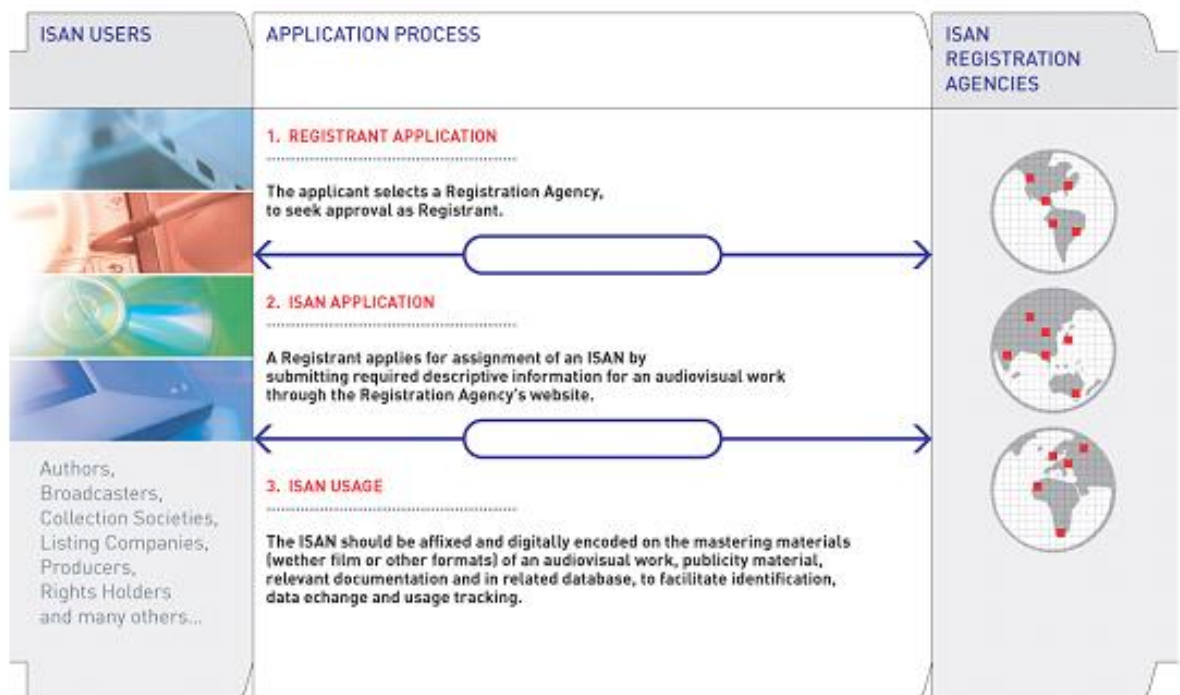 ISAN USERS
APPLICATION PROCESS
ISAN
REGISTRATION
AGENCIES
1. REGISTRANT APPLICATION
The applicant selects a Registration Agency,
to seek approval as Registrant.
2. ISAN APPLICATION
A Registrant applies for assignment of an ISAN by
submitting required descriptive information for an audiovisual work
through the Registration Agency's website.
3. ISAN USAGE
The ISAN should be affixed and digitally encoded on the mastering materials
(wether film or other formats) of an audiovisual work, publicity material,
relevant documentation and in related database, to facilitate identification,
data echange and usage tracking.
Authors,
Broadcasters,
Collection Societies,
Listing Companies,
Producers,
Rights Holders
and many others...